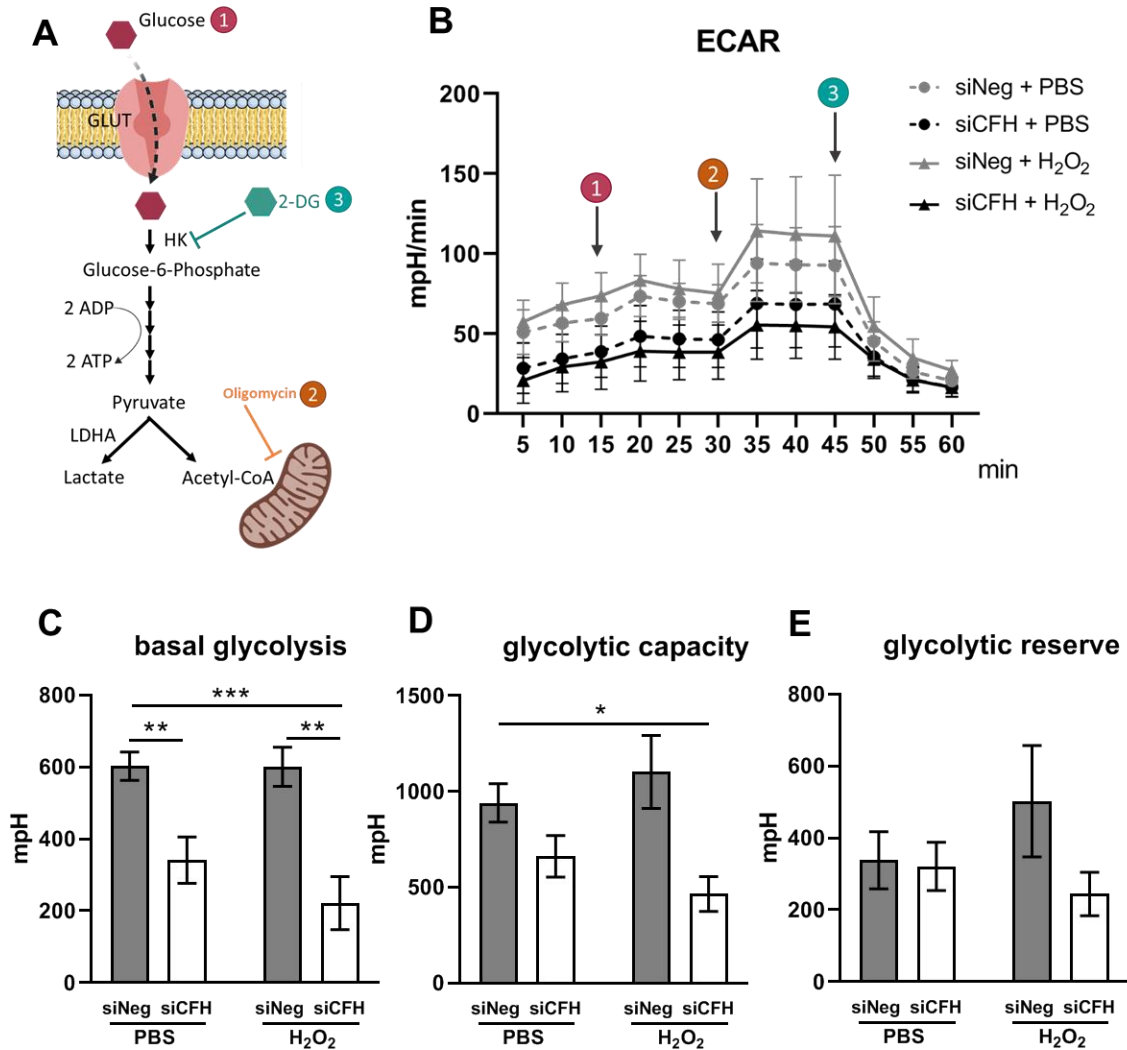 A
Glucose 1
GLUT
2-DG 3
HK
Glucose-6-Phosphate
2 ADP
2 ATP
Pyruvate
Oligomycin 2
LDHA
Lactate
Acetyl-CoA
B
ECAR
mpH/min
200
150
100
50
0
1
2
3
siNeg + PBS
siCFH + PBS
siNeg + H₂O₂
siCFH + H₂O₂
5 10 15 20 25 30 35 40 45 50 55 60
min
C
basal glycolysis
mpH
800
600
400
200
0
***
** **
siNeg siCFH siNeg siCFH
PBS H₂O₂
D
glycolytic capacity
mpH
1500
1000
500
0
*
siNeg siCFH siNeg siCFH
PBS H₂O₂
E
glycolytic reserve
mpH
800
600
400
200
0
siNeg siCFH siNeg siCFH
PBS H₂O₂